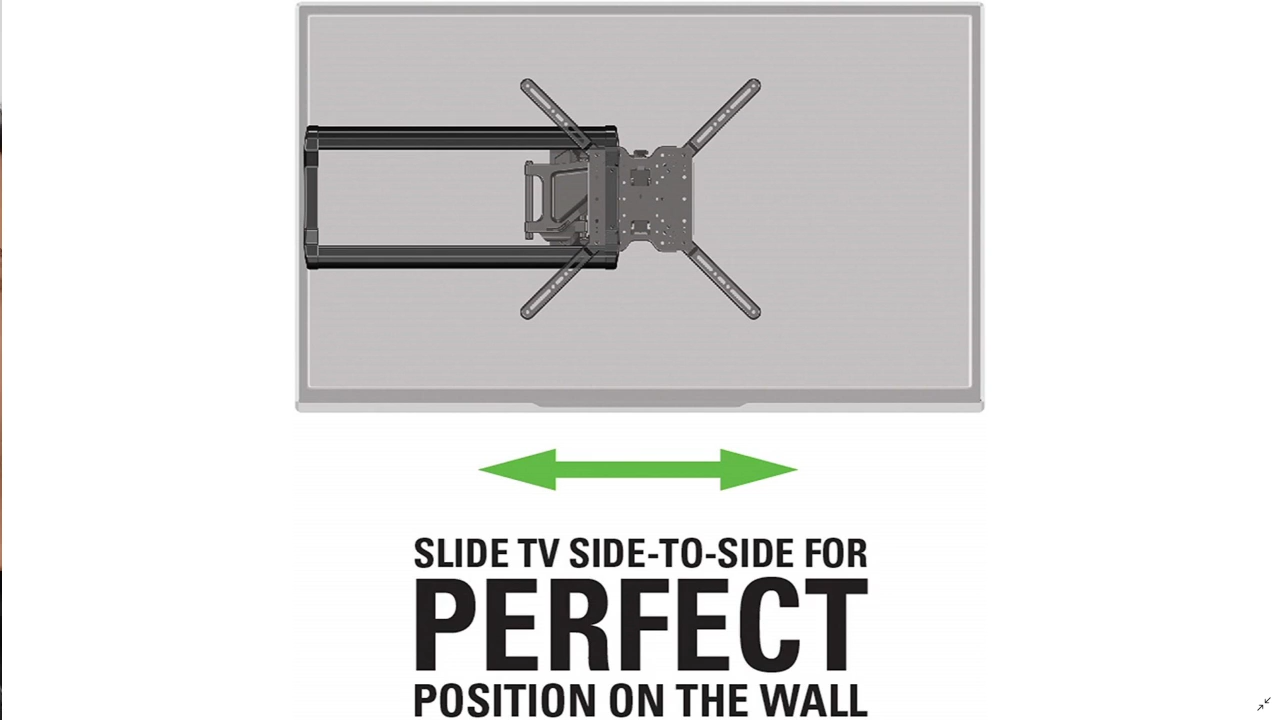 SLIDE TV SIDE-TO-SIDE FOR
PERFECT
POSITION ON THE WALL